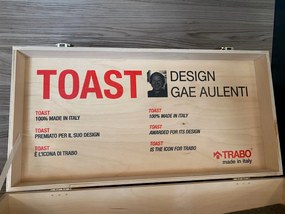 TOAST
DESIGN
GAE AULENTI
TOAST
100% MADE IN ITALY
TOAST
PREMIATO PER IL SUO DESIGN
TOAST
È L'ICONA DI TRABO
TOAST
100% MADE IN ITALY
TOAST
AWARDED FOR ITS DESIGN
TOAST
IS THE ICON FOR TRABO
TRABO
made in italy